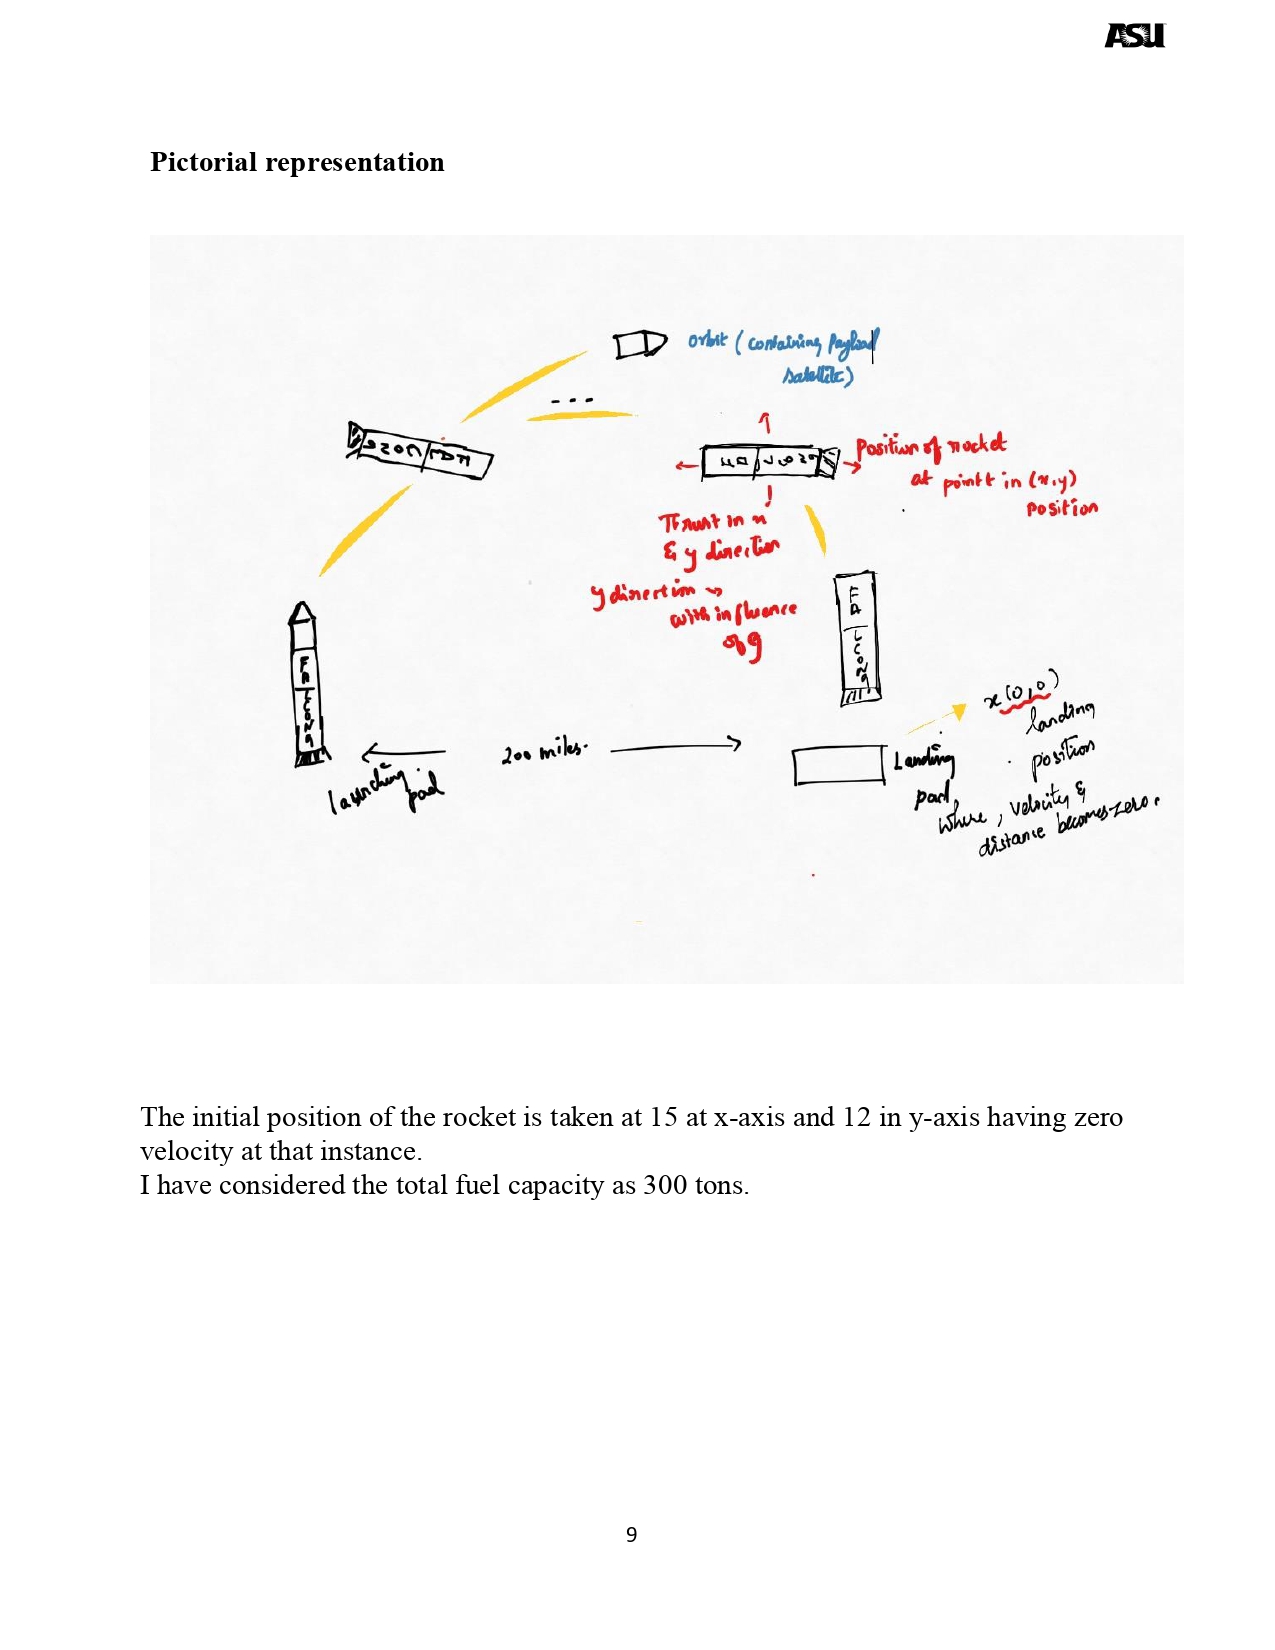 ASU
Pictorial representation
orbit (containing Payload
satellite)
Position of rocket
at point t in (x,y)
position
Thrust in x
& y direction
y direction →
with influence
of g
x(0,0)
landing
position
where, velocity &
distance becomes zero.
200 miles.
launching
pad
Landing
pad
The initial position of the rocket is taken at 15 at x-axis and 12 in y-axis having zero
velocity at that instance.
I have considered the total fuel capacity as 300 tons.
9